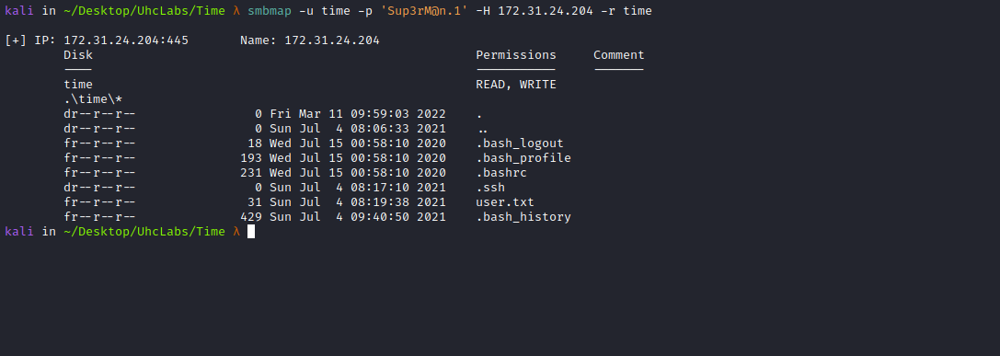 kali in ~/Desktop/UhcLabs/Time λ smbmap -u time -p 'Sup3rM@n.1' -H 172.31.24.204 -r time
[+] IP: 172.31.24.204:445 Name: 172.31.24.204
Disk Permissions Comment
---- ----------- -------
time READ, WRITE
.\time\*
dr--r--r-- 0 Fri Mar 11 09:59:03 2022 .
dr--r--r-- 0 Sun Jul 4 08:06:33 2021 ..
fr--r--r-- 18 Wed Jul 15 00:58:10 2020 .bash_logout
fr--r--r-- 193 Wed Jul 15 00:58:10 2020 .bash_profile
fr--r--r-- 231 Wed Jul 15 00:58:10 2020 .bashrc
dr--r--r-- 0 Sun Jul 4 08:17:10 2021 .ssh
fr--r--r-- 31 Sun Jul 4 08:19:38 2021 user.txt
fr--r--r-- 429 Sun Jul 4 09:40:50 2021 .bash_history
kali in ~/Desktop/UhcLabs/Time λ